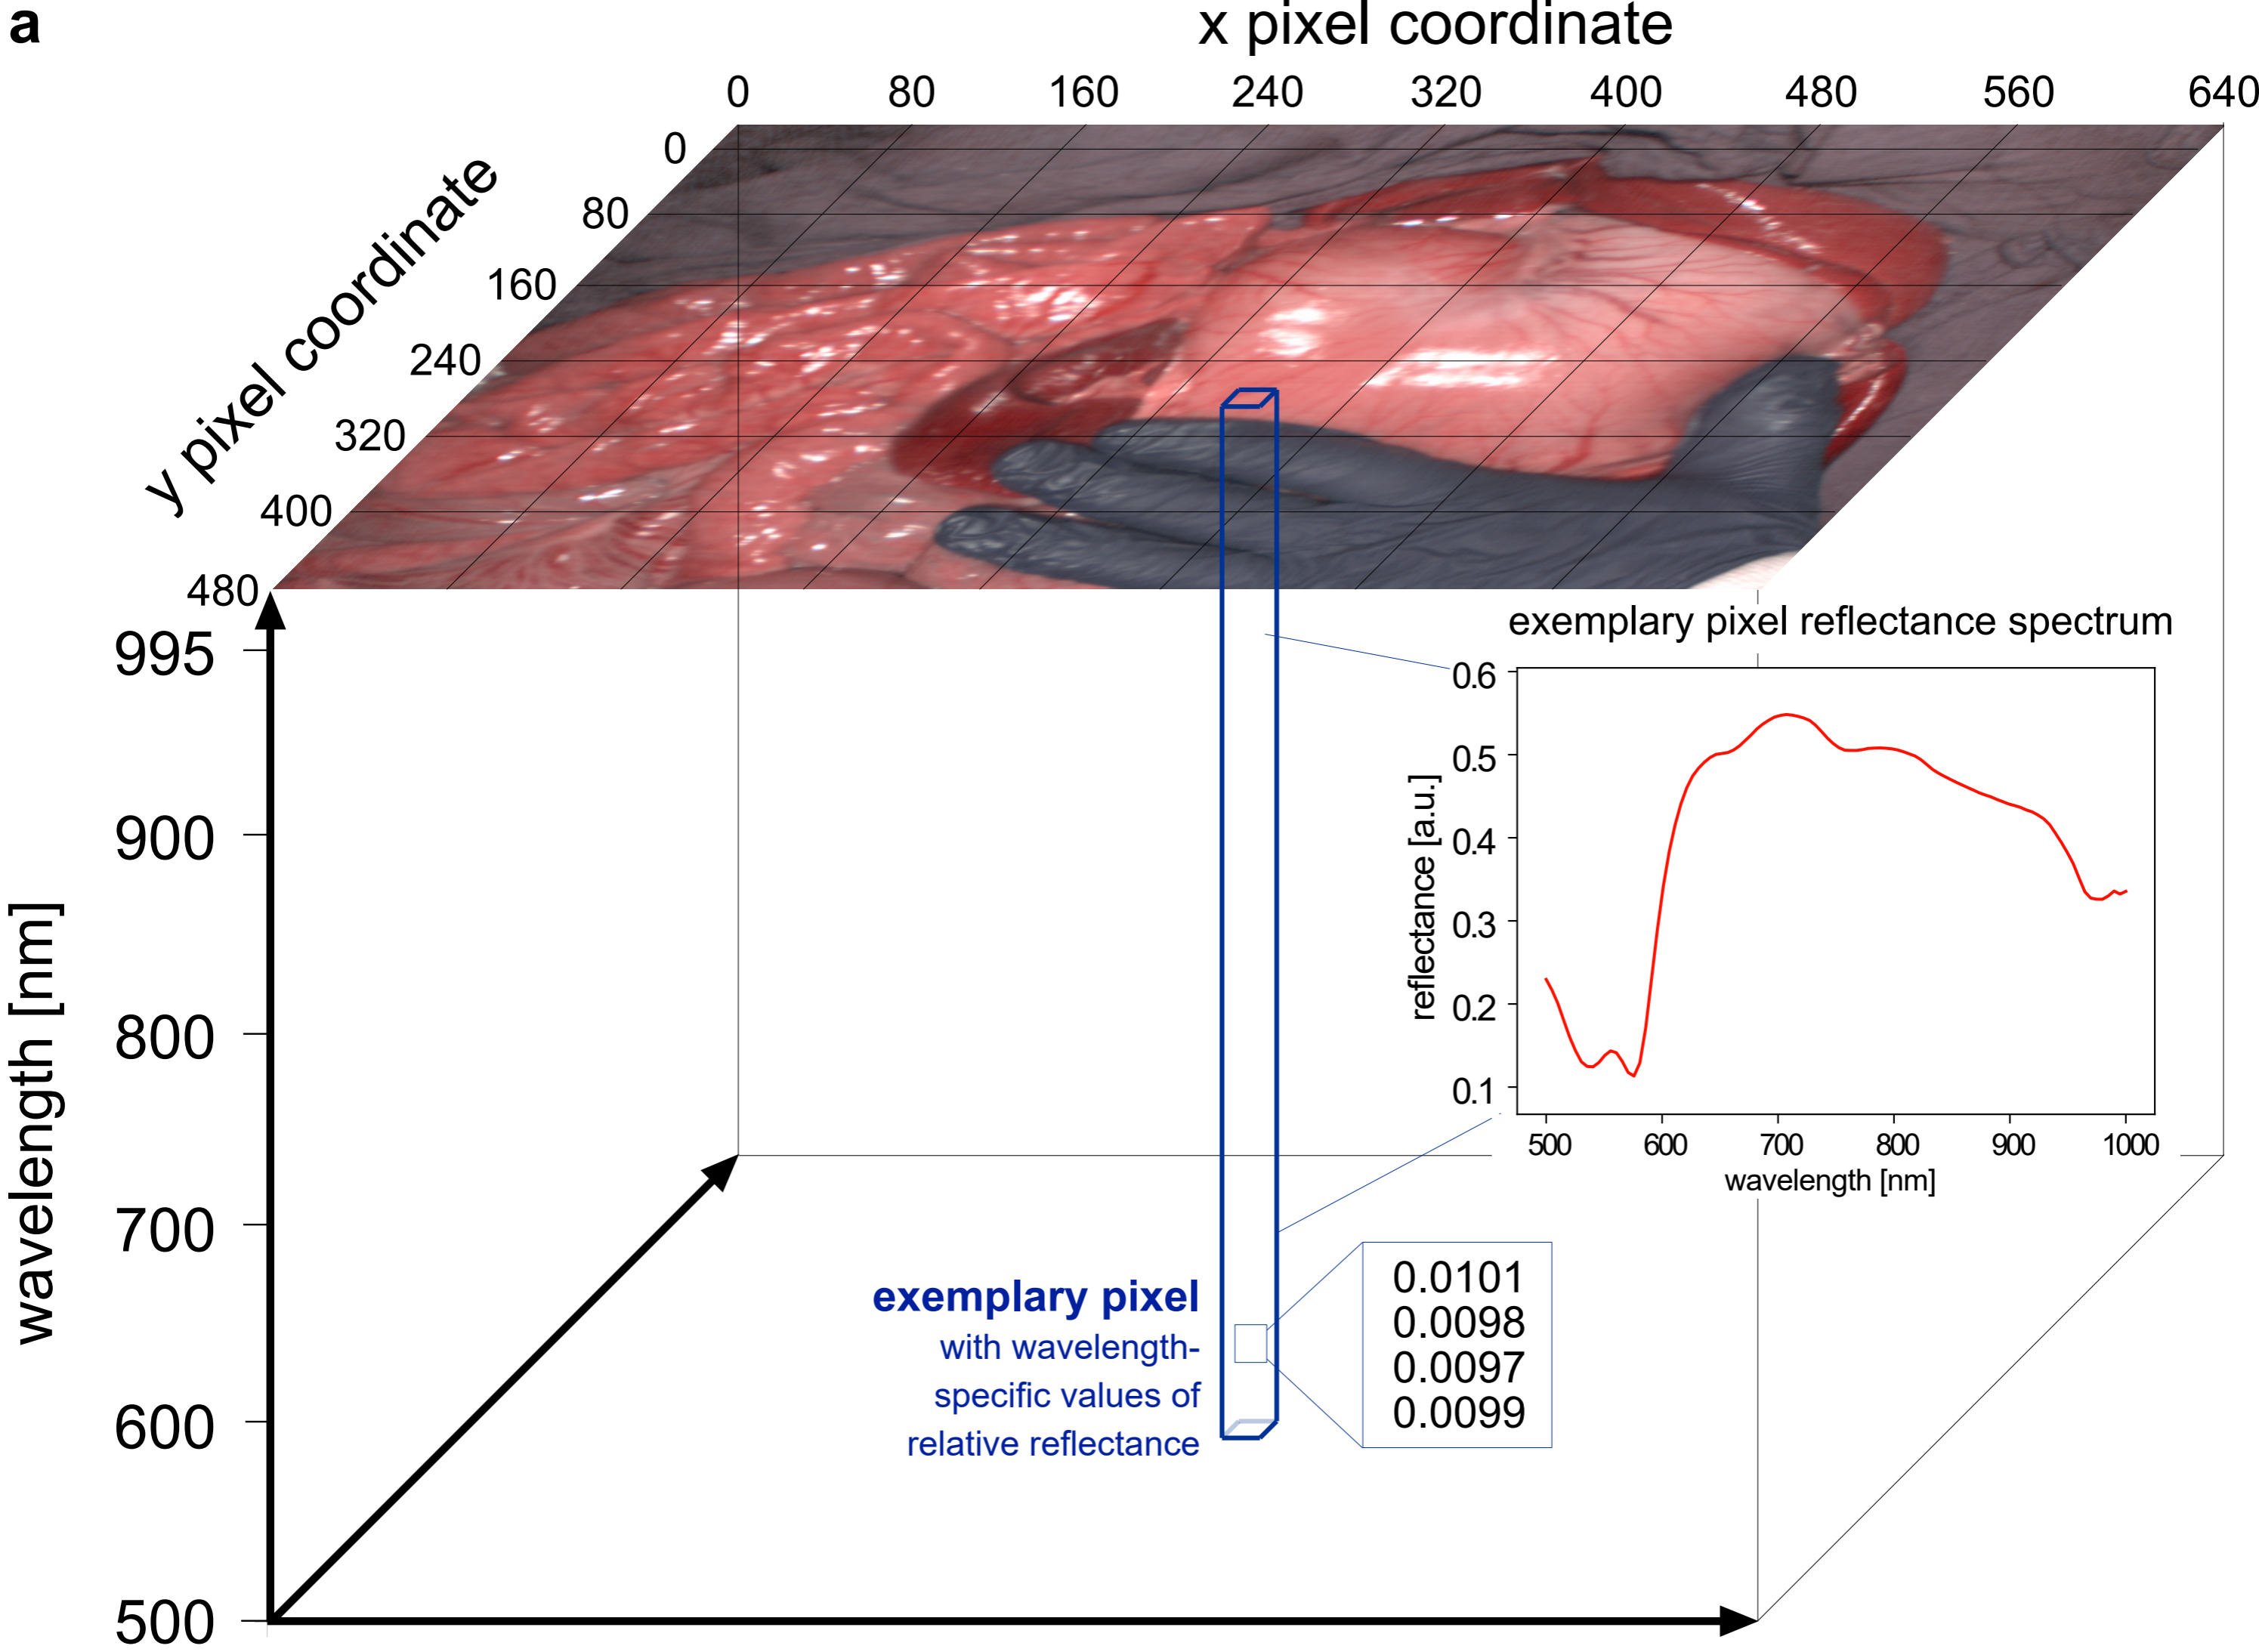 a
x pixel coordinate
0 80 160 240 320 400 480 560 640
y pixel coordinate
0
80
160
240
320
400
480
wavelength [nm]
995
900
800
700
600
500
exemplary pixel reflectance spectrum
reflectance [a.u.]
0.6
0.5
0.4
0.3
0.2
0.1
500 600 700 800 900 1000
wavelength [nm]
exemplary pixel
with wavelength-
specific values of
relative reflectance
0.0101
0.0098
0.0097
0.0099